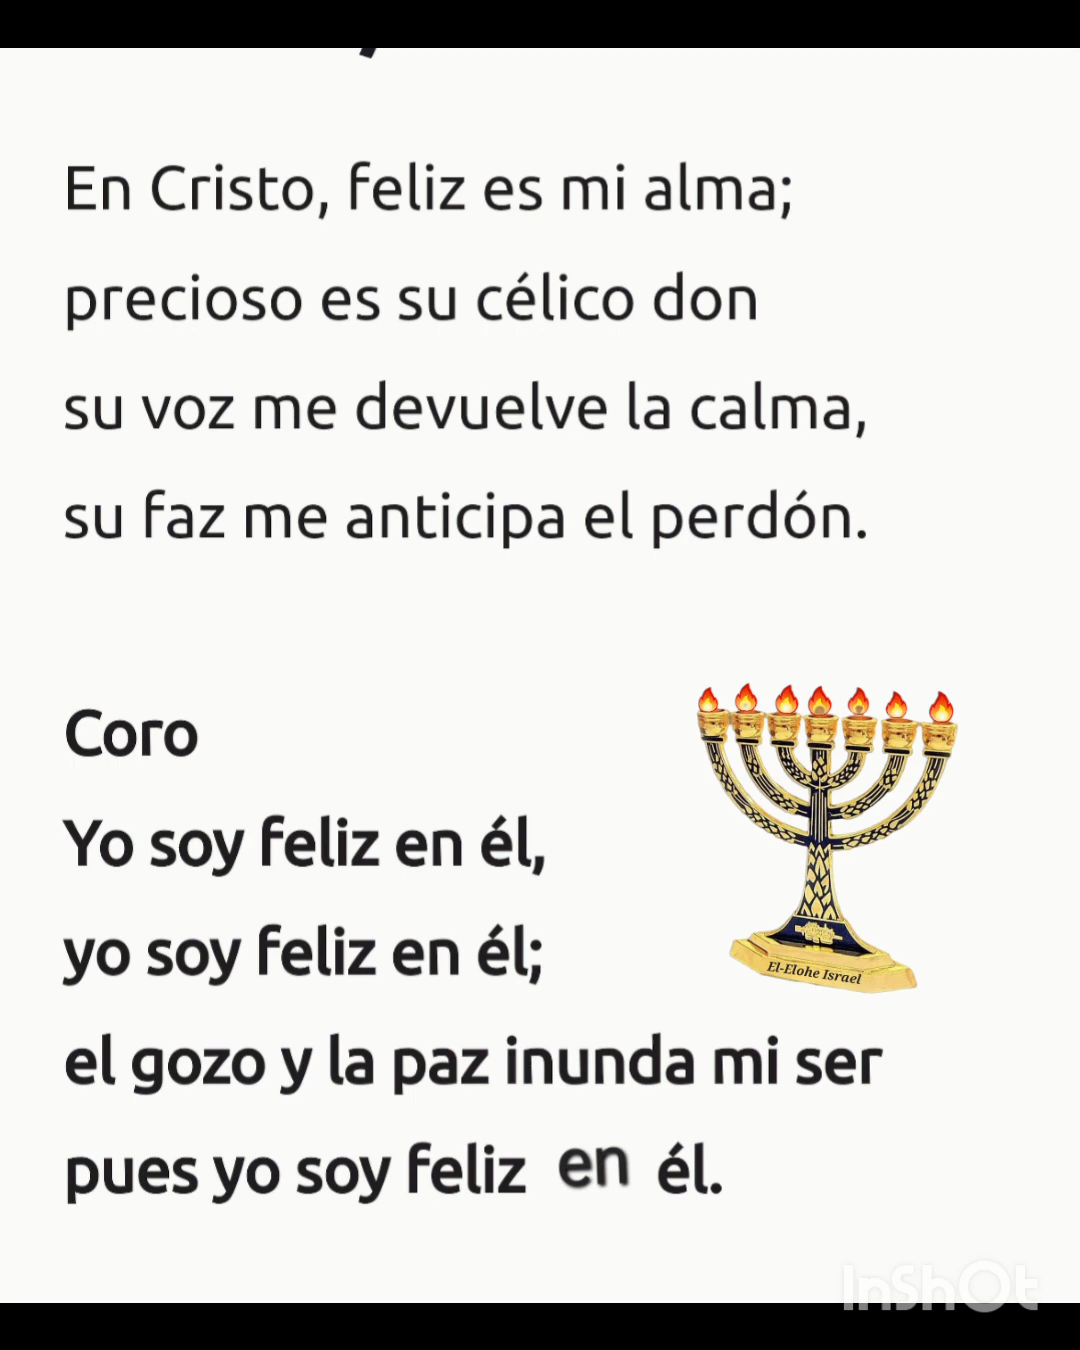 En Cristo, feliz es mi alma;
precioso es su célico don
su voz me devuelve la calma,
su faz me anticipa el perdón.
Coro
Yo soy feliz en él,
yo soy feliz en él;
el gozo y la paz inunda mi ser
pues yo soy feliz en él.
El-Elohe Israel
InShOt